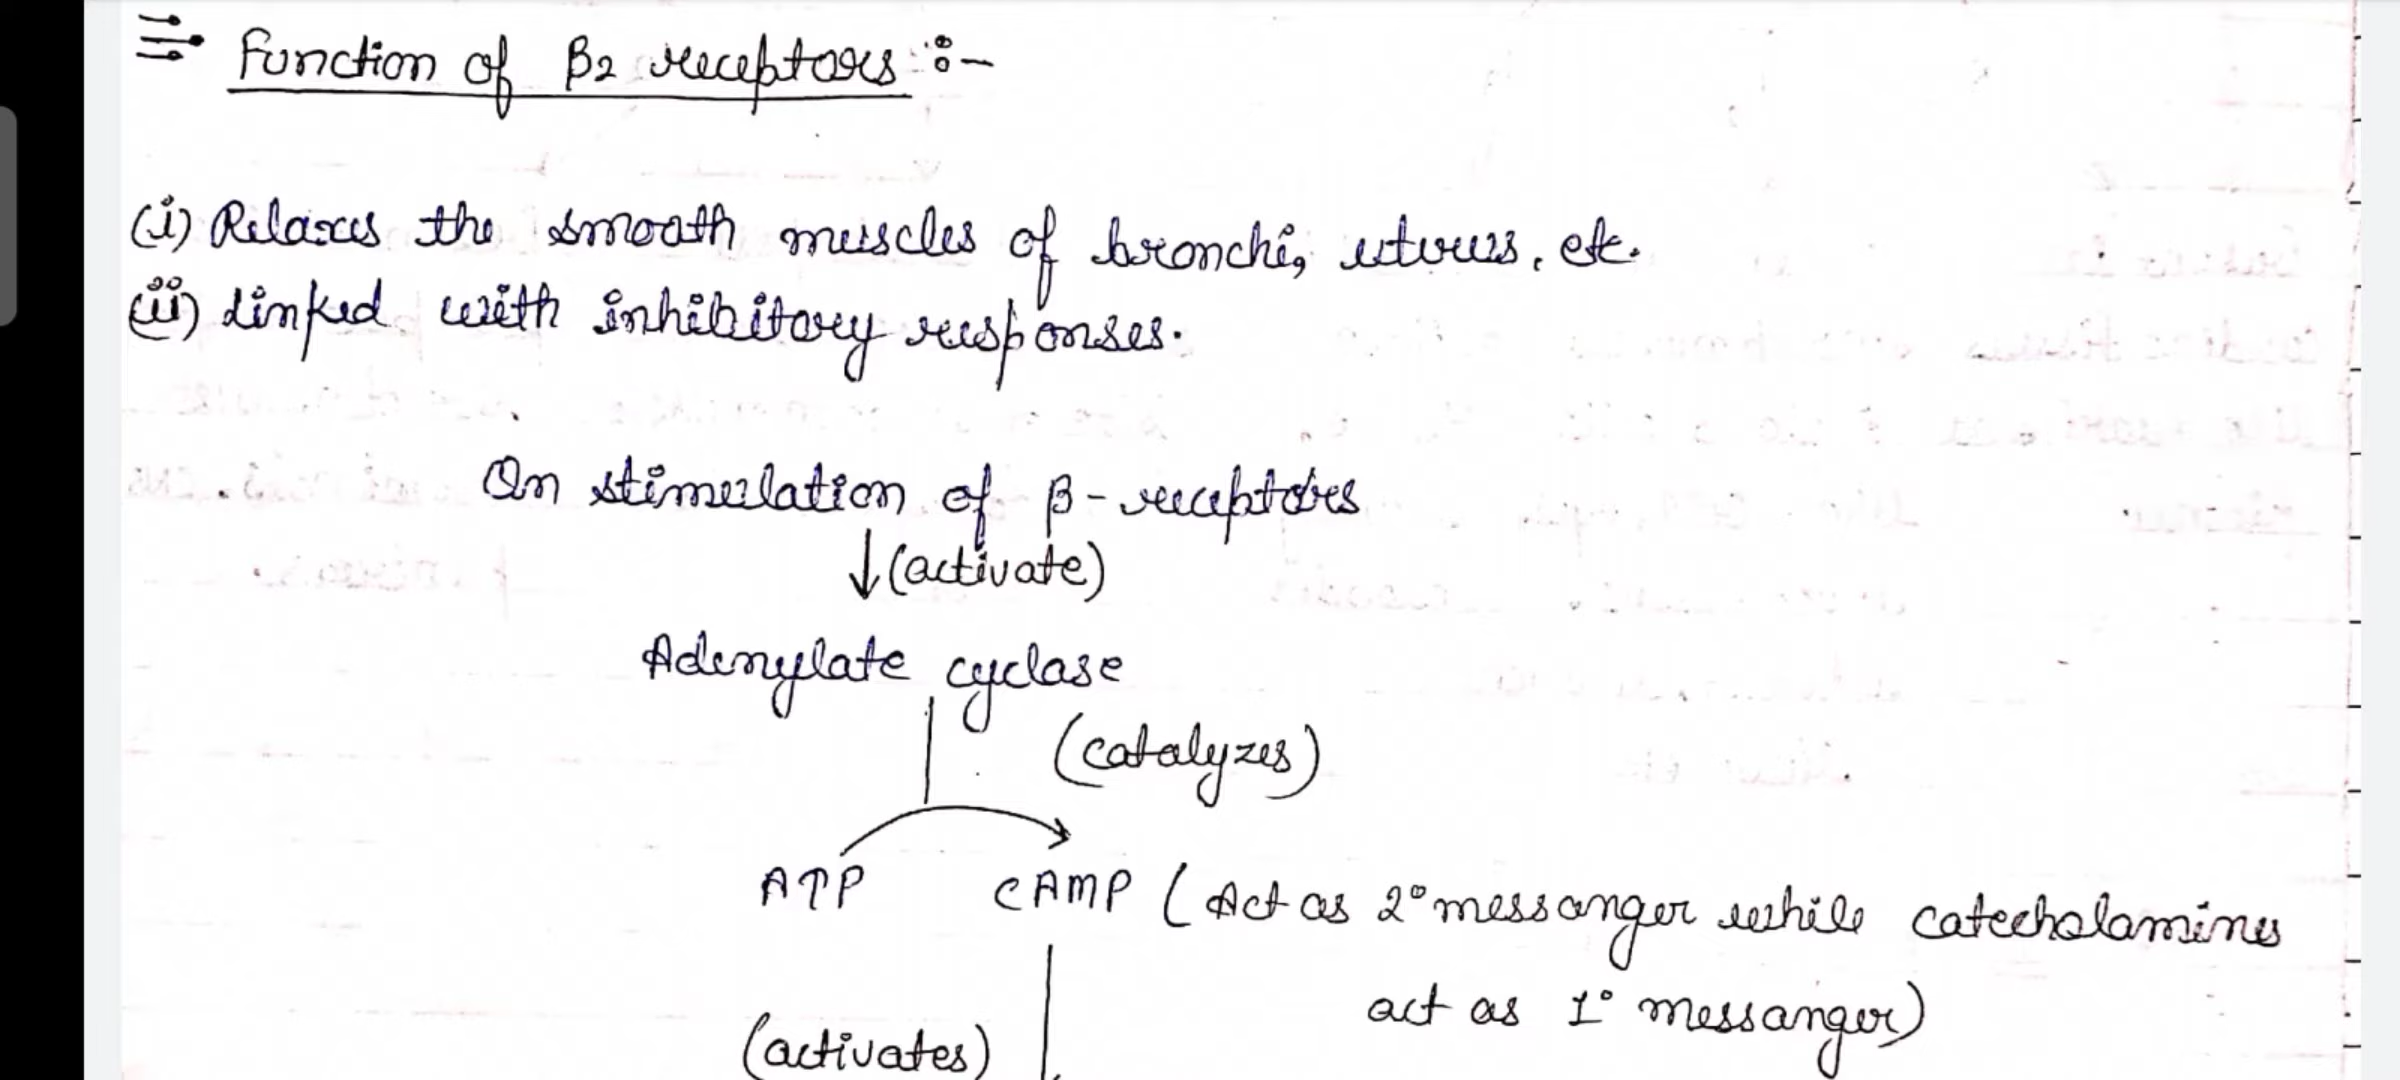 Function of β2 receptors :-
(i) Relaxes the smooth muscles of bronchi, uterus, etc.
(ii) Linked with inhibitory responses.
On stimulation of β-receptors
↓ (activate)
Adenylate cyclase
(catalyzes)
ATP CAMP (Act as 2° messanger while catecholamines
act as 1° messanger)
(activates)